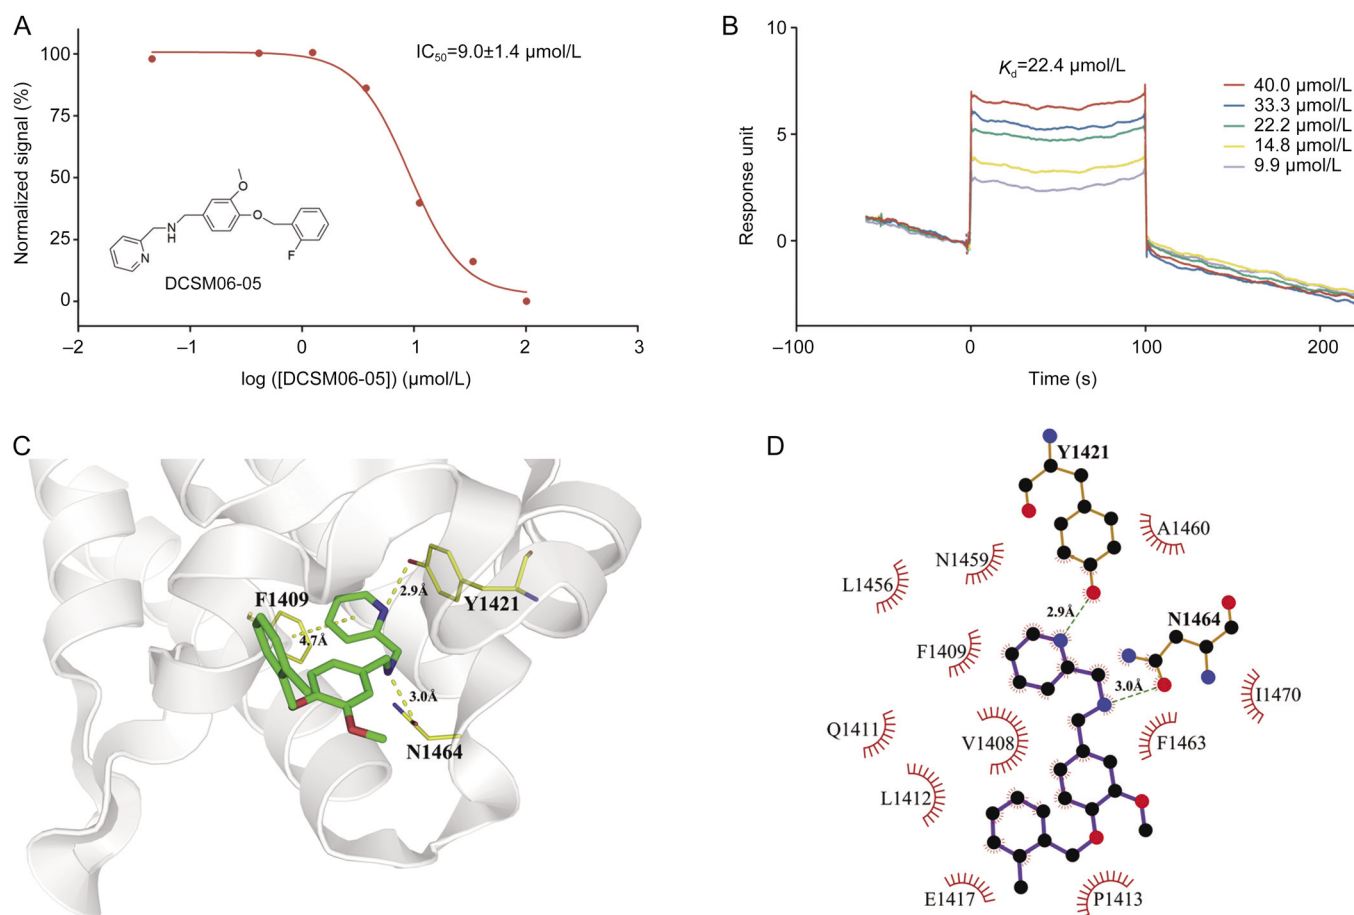 A
100
75
50
25
0
Normalized signal (%)
IC50=9.0±1.4 µmol/L
O
O
N
H
N
F
DCSM06-05
–2
–1
0
1
2
3
log ([DCSM06-05]) (µmol/L)
B
10
5
0
Response unit
Kd=22.4 µmol/L
40.0 µmol/L
33.3 µmol/L
22.2 µmol/L
14.8 µmol/L
9.9 µmol/L
–100
0
100
200
Time (s)
C
F1409
4.7Å
2.9Å
Y1421
3.0Å
N1464
D
Y1421
A1460
N1459
L1456
2.9Å
N1464
F1409
3.0Å
I1470
Q1411
V1408
F1463
L1412
E1417
P1413